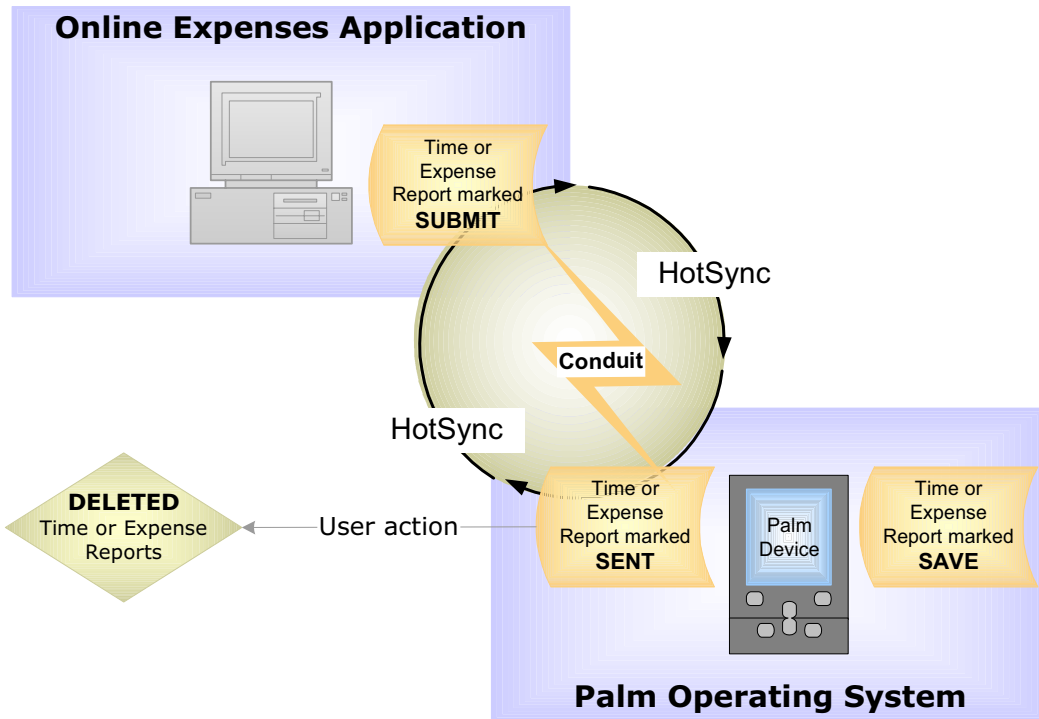 Online Expenses Application
Time or
Expense
Report marked
SUBMIT
HotSync
Conduit
HotSync
DELETED
Time or Expense
Reports
User action
Time or
Expense
Report marked
SENT
Palm
Device
Time or
Expense
Report marked
SAVE
Palm Operating System